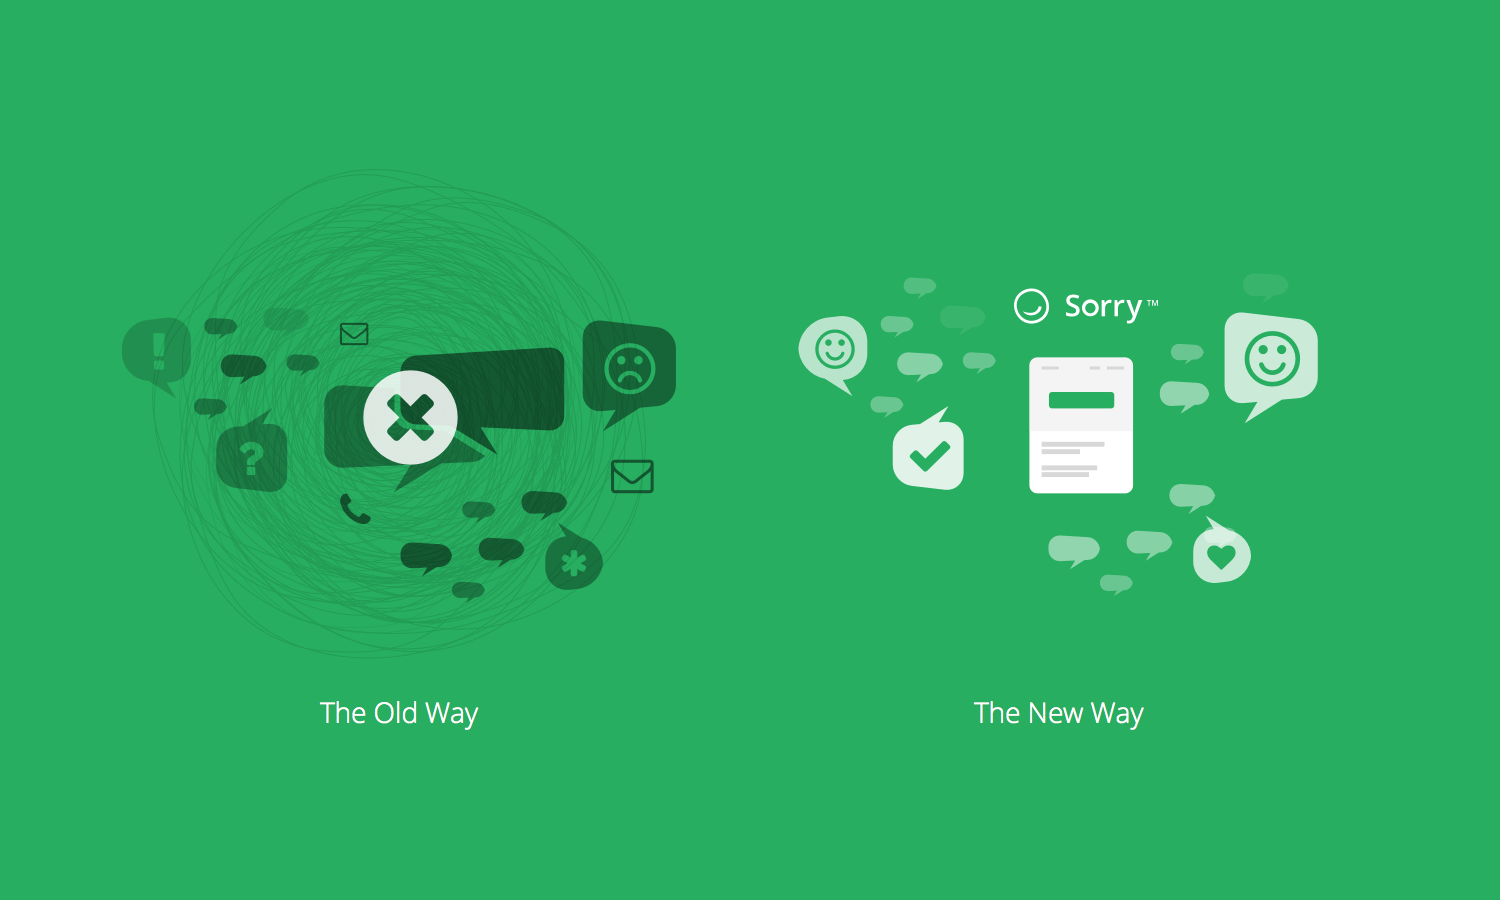 Sorry™
!
?
*
The Old Way
The New Way